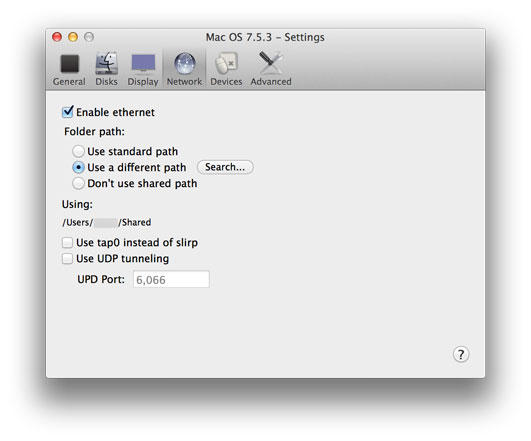 Mac OS 7.5.3 – Settings
General Disks Display Network Devices Advanced
Enable ethernet
Folder path:
Use standard path
Use a different path Search...
Don't use shared path
Using:
/Users/ /Shared
Use tap0 instead of slirp
Use UDP tunneling
UPD Port: 6,066
?